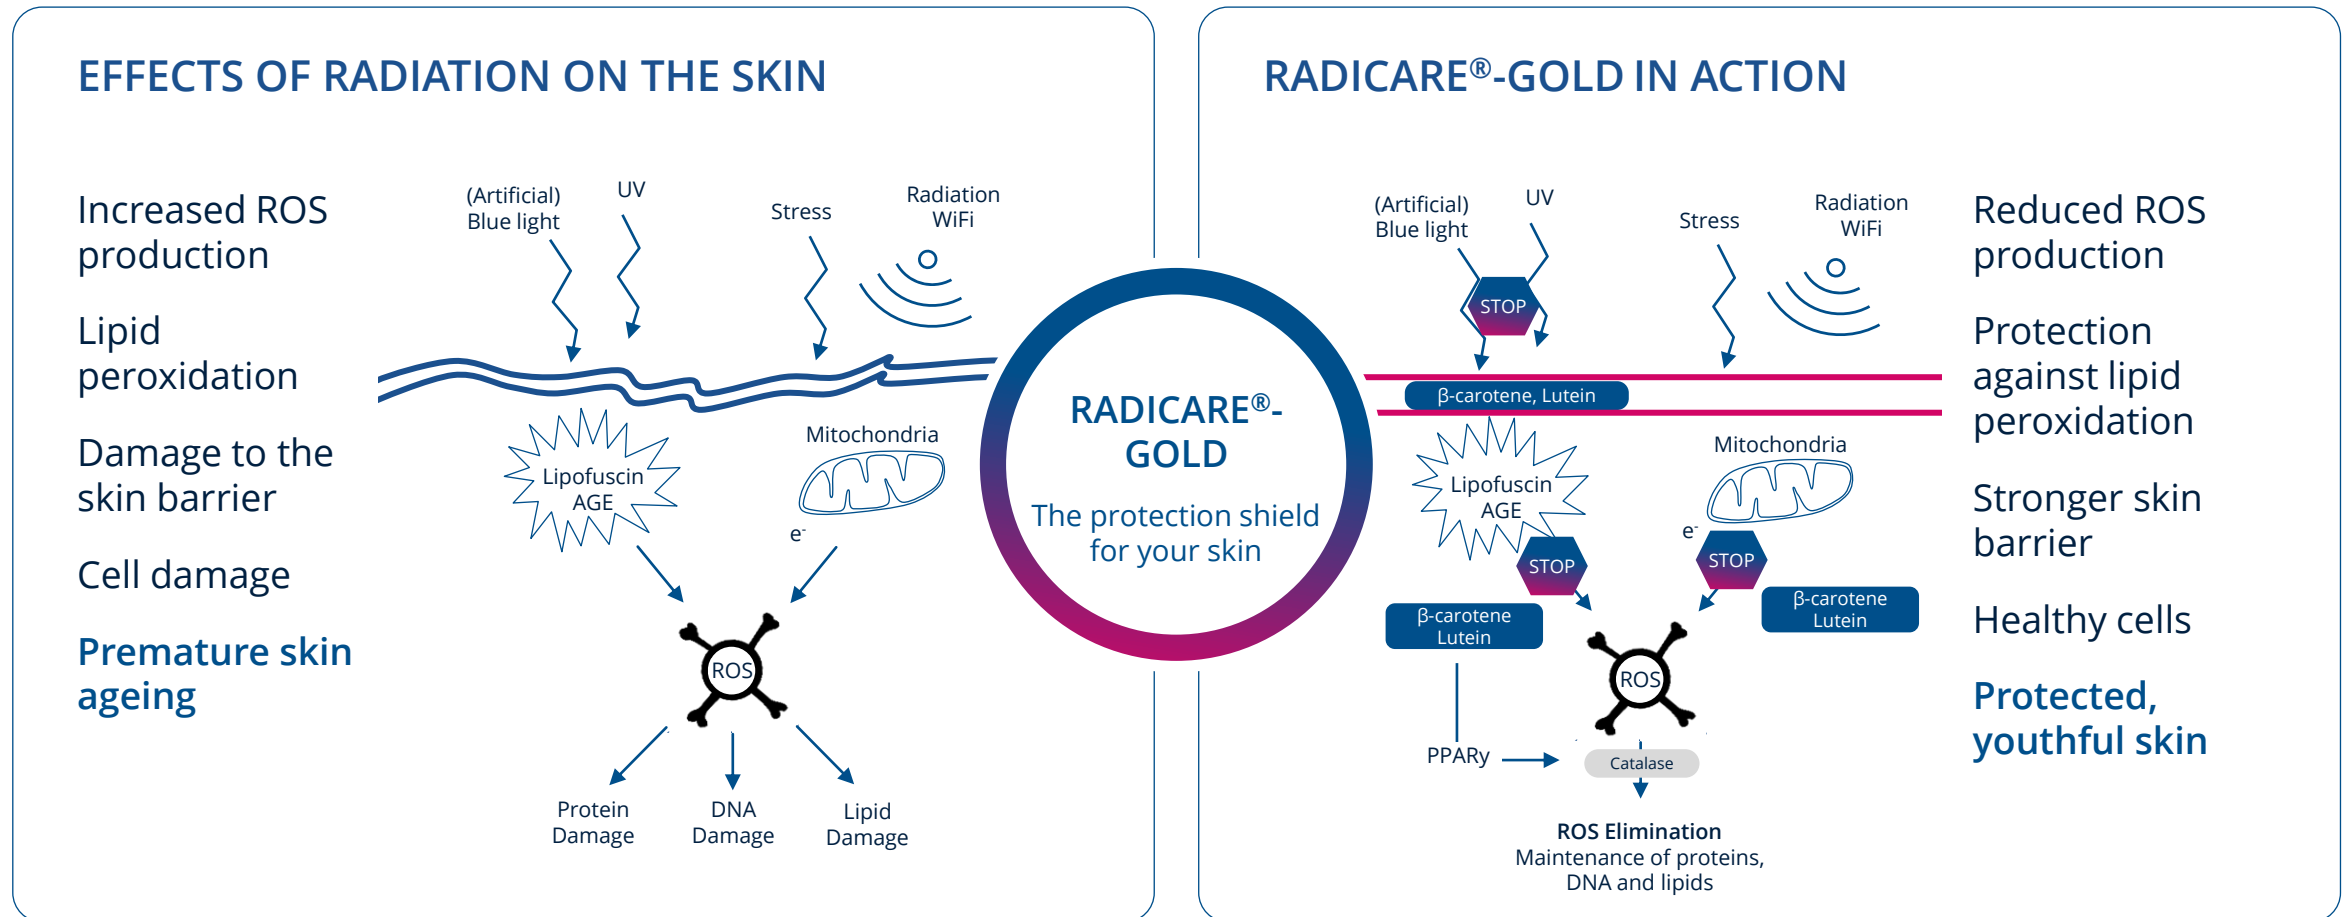 EFFECTS OF RADIATION ON THE SKIN
Increased ROS
production
Lipid
peroxidation
Damage to the
skin barrier
Cell damage
Premature skin
ageing
(Artificial)
Blue light
UV
Stress
Radiation
WiFi
Lipofuscin
AGE
Mitochondria
e-
ROS
Protein
Damage
DNA
Damage
Lipid
Damage
RADICARE®-
GOLD
The protection shield
for your skin
RADICARE®-GOLD IN ACTION
(Artificial)
Blue light
UV
Stress
Radiation
WiFi
STOP
β-carotene, Lutein
Lipofuscin
AGE
Mitochondria
e-
STOP
STOP
β-carotene
Lutein
β-carotene
Lutein
ROS
PPARy
Catalase
ROS Elimination
Maintenance of proteins,
DNA and lipids
Reduced ROS
production
Protection
against lipid
peroxidation
Stronger skin
barrier
Healthy cells
Protected,
youthful skin